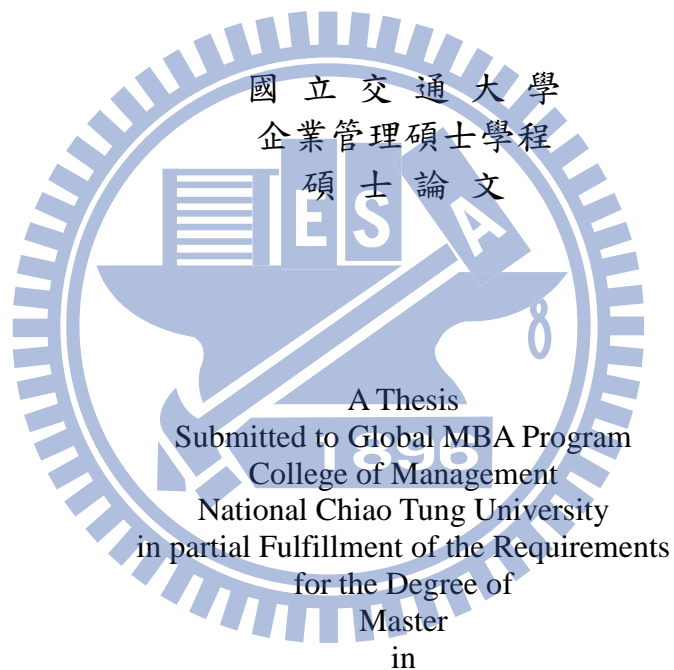 國 立 交 通 大 學
企業管理碩士學程
碩 士 論 文
E S A
A Thesis
Submitted to Global MBA Program
1896
College of Management
National Chiao Tung University
in partial Fulfillment of the Requirements
for the Degree of
Master
in